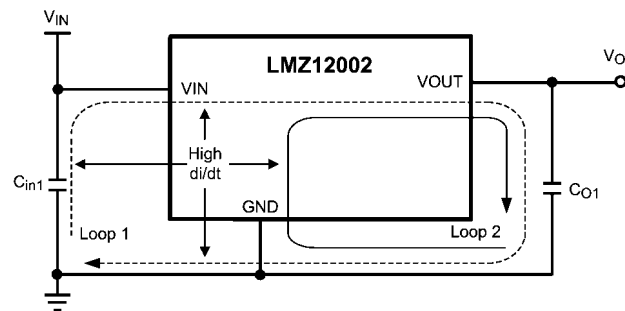 VIN
VO
LMZ12002
VIN
VOUT
High
di/dt
Cin1
CO1
GND
Loop 1
Loop 2